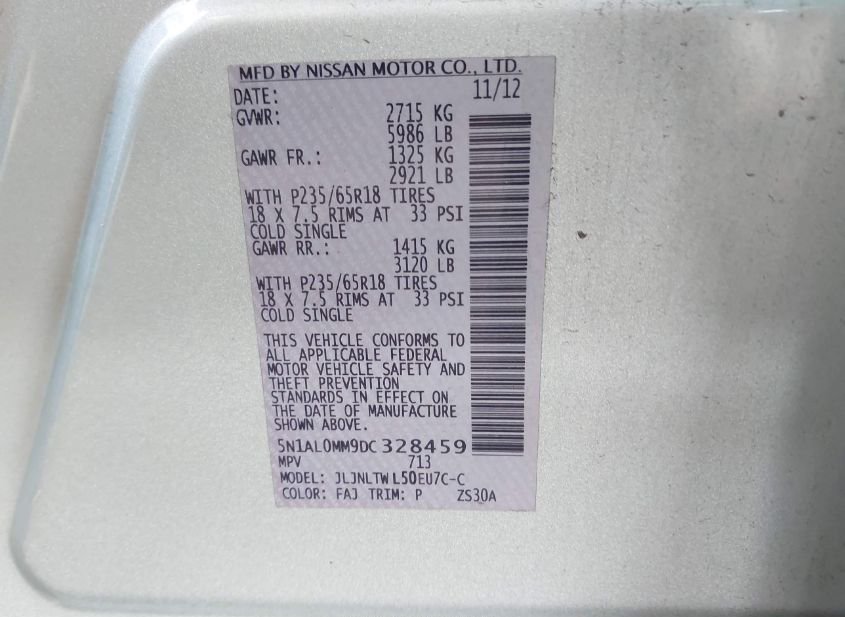 MFD BY NISSAN MOTOR CO., LTD.
DATE: 11/12
GVWR: 2715 KG
5986 LB
GAWR FR.: 1325 KG
2921 LB
WITH P235/65R18 TIRES
18 X 7.5 RIMS AT 33 PSI
COLD SINGLE
GAWR RR.: 1415 KG
3120 LB
WITH P235/65R18 TIRES
18 X 7.5 RIMS AT 33 PSI
COLD SINGLE
THIS VEHICLE CONFORMS TO
ALL APPLICABLE FEDERAL
MOTOR VEHICLE SAFETY AND
THEFT PREVENTION
STANDARDS IN EFFECT ON
THE DATE OF MANUFACTURE
SHOWN ABOVE.
5N1AL0MM9DC328459
MPV 713
MODEL: JLJNLTWL50EU7C-C
COLOR: FAJ TRIM: P ZS30A